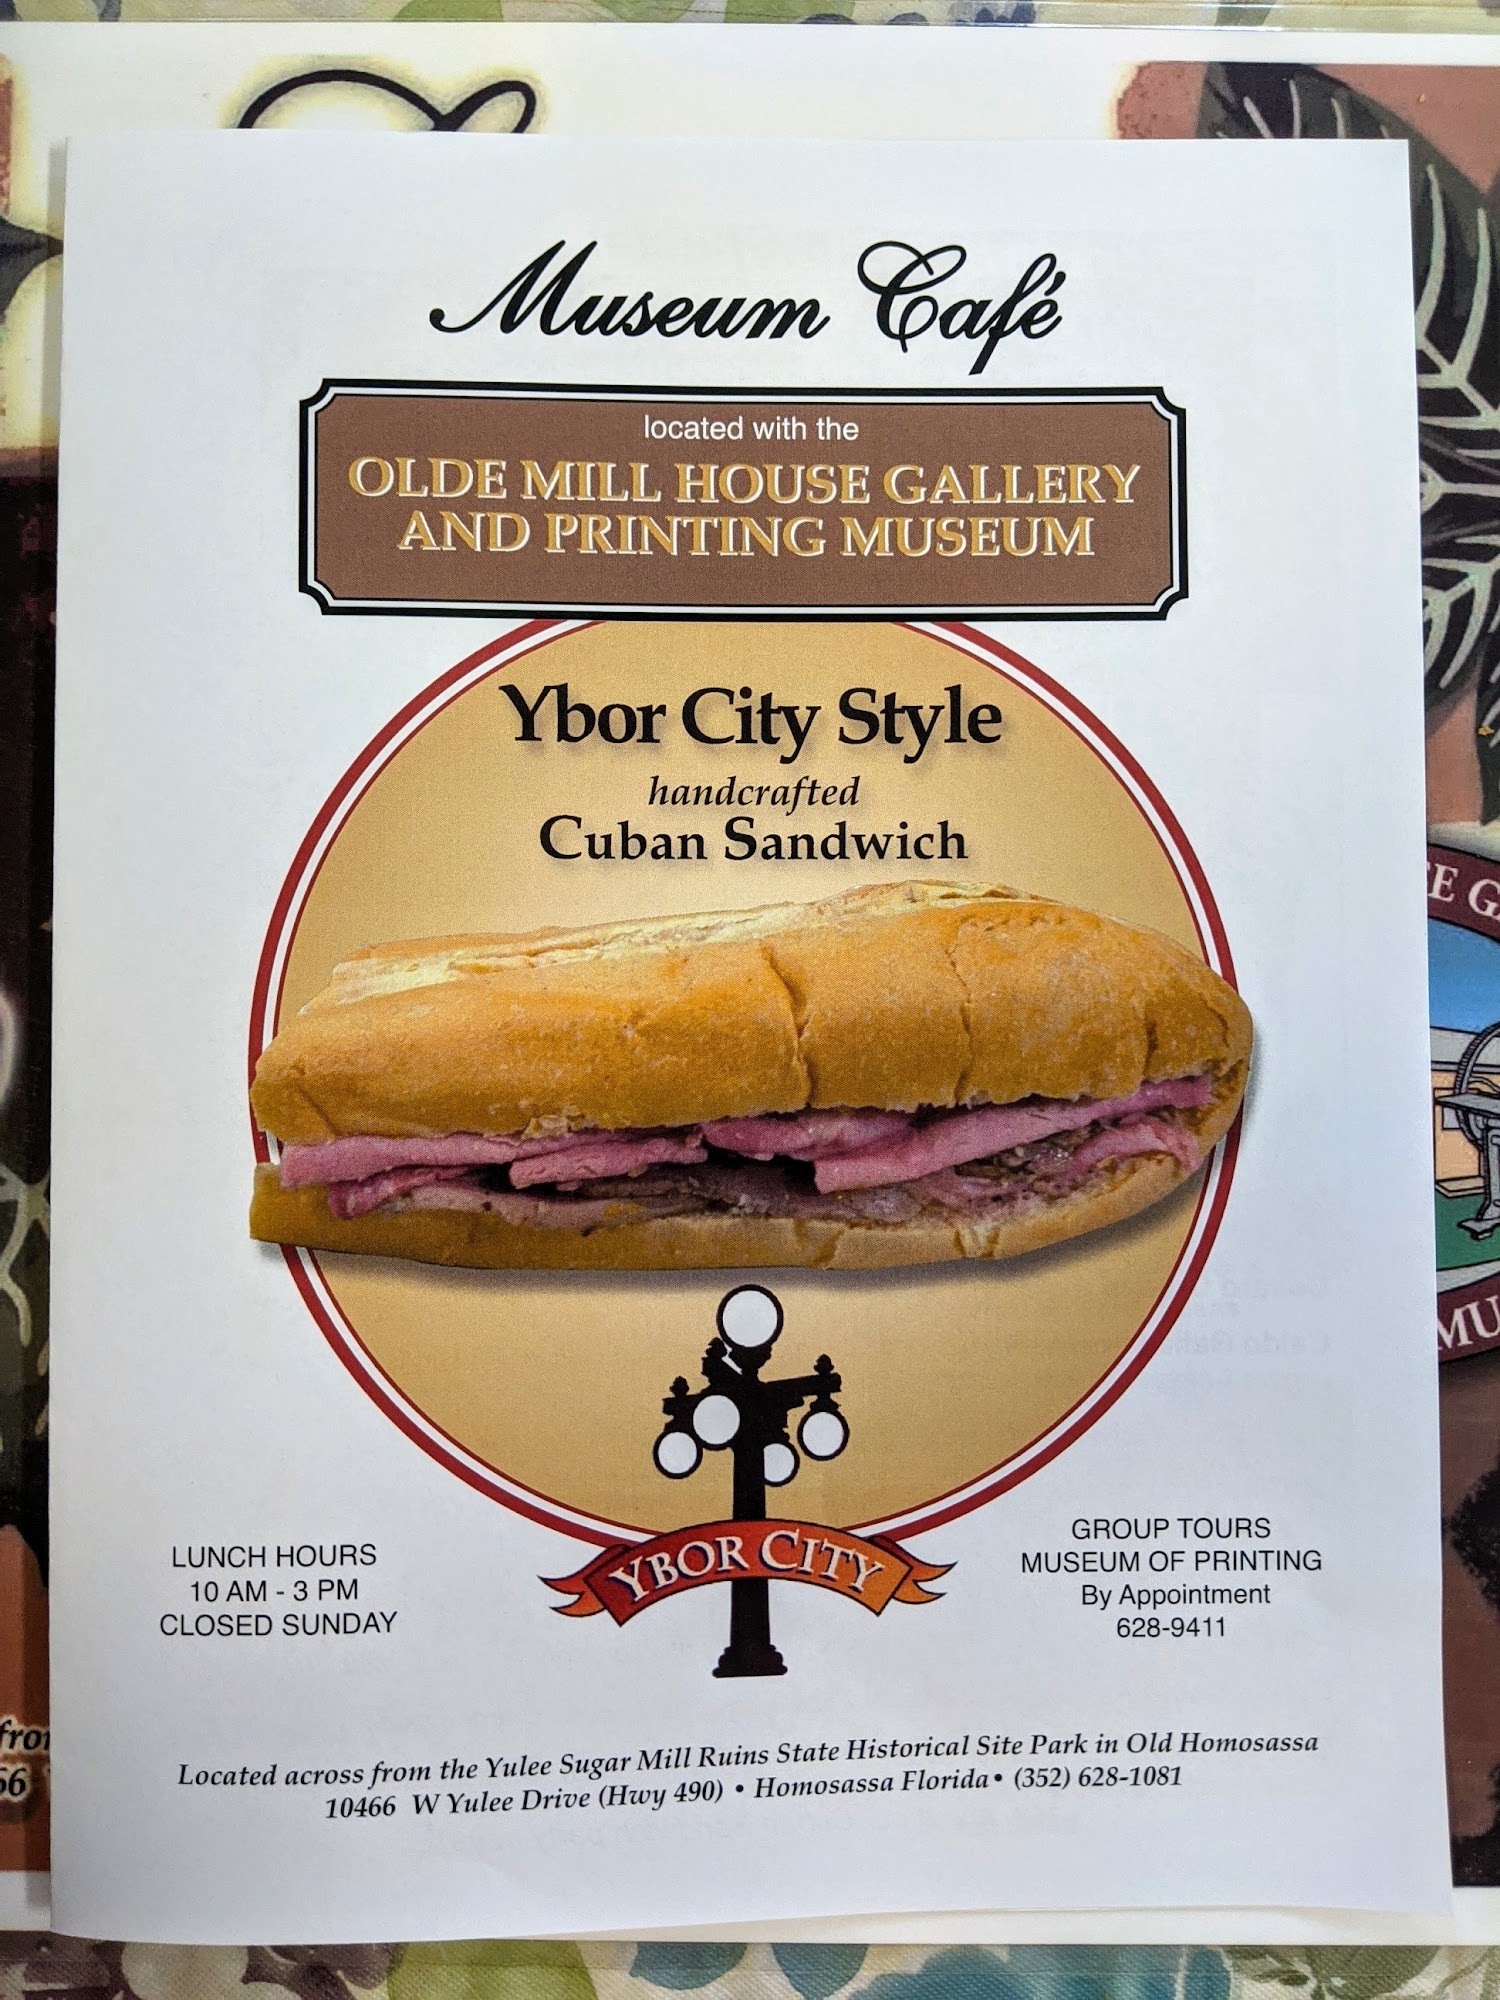 Museum Café
located with the
OLDE MILL HOUSE GALLERY
AND PRINTING MUSEUM
Ybor City Style
handcrafted
Cuban Sandwich
YBOR CITY
LUNCH HOURS
10 AM - 3 PM
CLOSED SUNDAY
GROUP TOURS
MUSEUM OF PRINTING
By Appointment
628-9411
Located across from the Yulee Sugar Mill Ruins State Historical Site Park in Old Homosassa
10466 W Yulee Drive (Hwy 490) • Homosassa Florida • (352) 628-1081